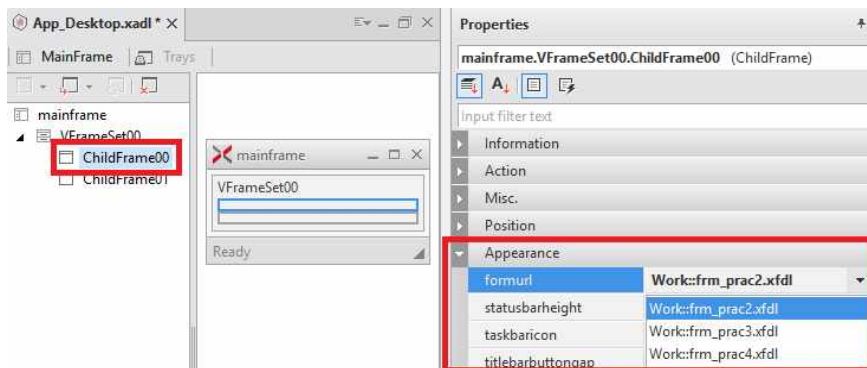 App_Desktop.xadl * ×
MainFrame
Trays
mainframe
VFrameSet00
ChildFrame00
ChildFrame01
mainframe
VFrameSet00
Ready
Properties
mainframe.VFrameSet00.ChildFrame00 (ChildFrame)
Input filter text
Information
Action
Misc.
Position
Appearance
formurl Work::frm_prac2.xfdl
statusbarheight Work::frm_prac2.xfdl
taskbaricon Work::frm_prac3.xfdl
titlebarbuttongap Work::frm_prac4.xfdl